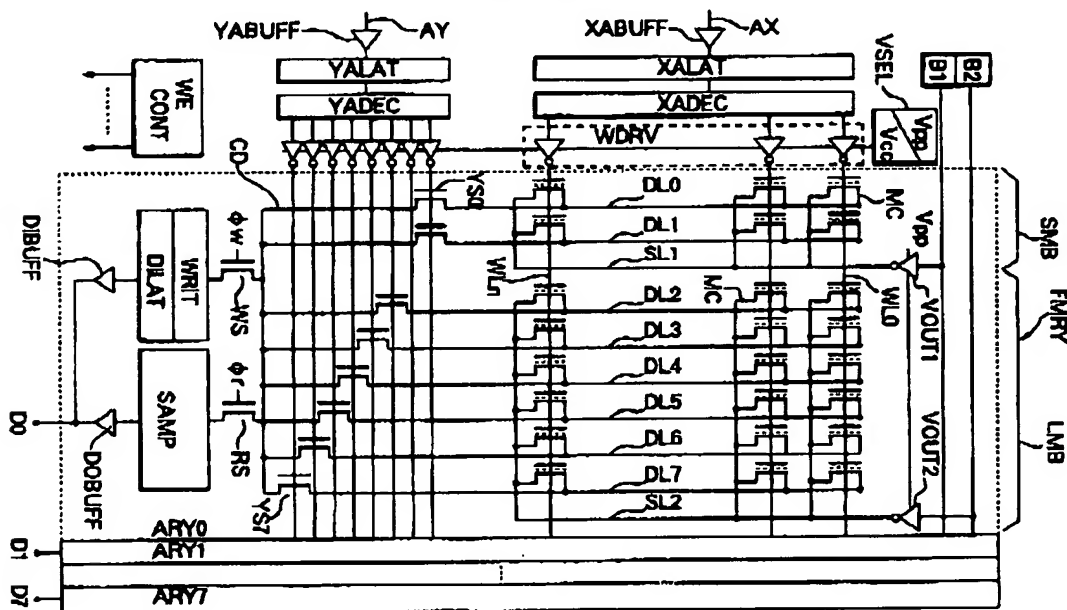 YABUFF
AY
XABUFF
AX
VSEL
B1
B2
YALAT
XALAT
WE
CONT
YADEC
XADEC
WDRV
Vcc
Vpp
CD
YS0
DL0
MC
DL1
SL1
Vpp
SMB
φw
DIBUFF
DILAT
WRIT
WS
WLn
DL2
MC
WL0
VOUT1
FMRY
DL3
DL4
φr
SAMP
DL5
D0
DOBUFF
RS
DL6
VOUT2
LMB
DL7
YS7
SL2
ARY0
D1
ARY1
D7
ARY7